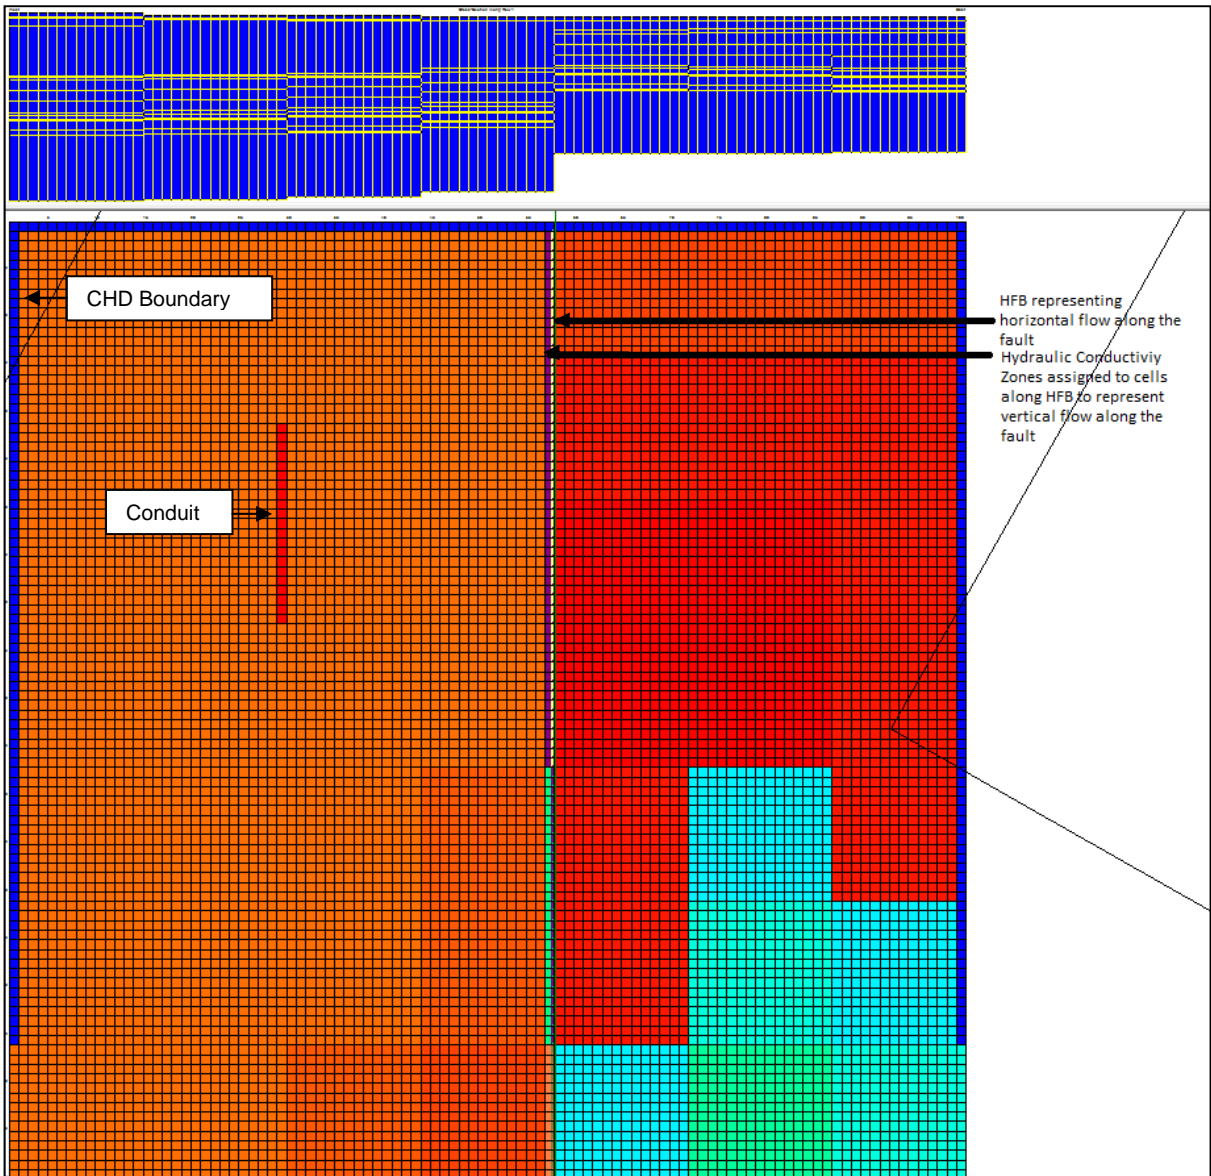 CHD Boundary
HFB representing
horizontal flow along the
fault
Hydraulic Conductiviy
Zones assigned to cells
along HFB to represent
vertical flow along the
fault
Conduit